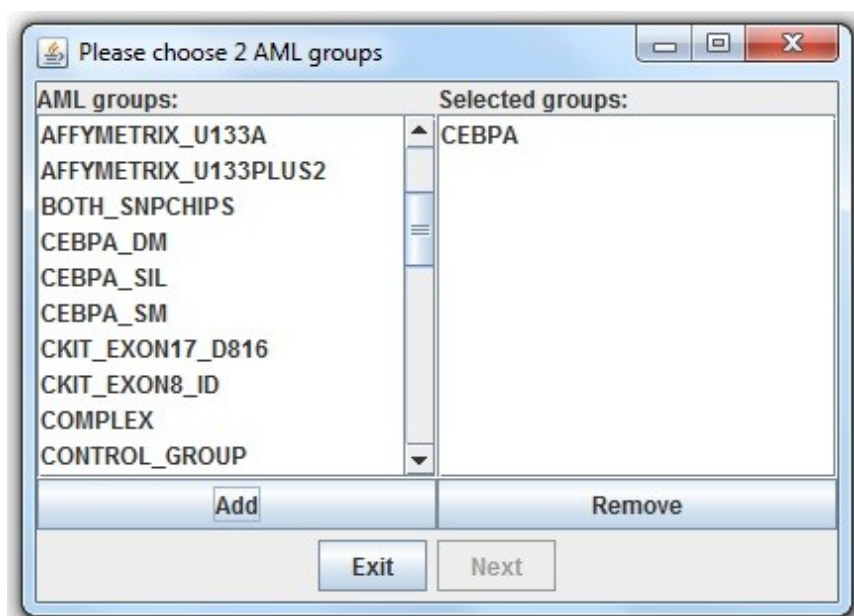 Please choose 2 AML groups
AML groups:
AFFYMETRIX_U133A
AFFYMETRIX_U133PLUS2
BOTH_SNPCHIPS
CEBPA_DM
CEBPA_SIL
CEBPA_SM
CKIT_EXON17_D816
CKIT_EXON8_ID
COMPLEX
CONTROL_GROUP
Selected groups:
CEBPA
Add
Remove
Exit
Next